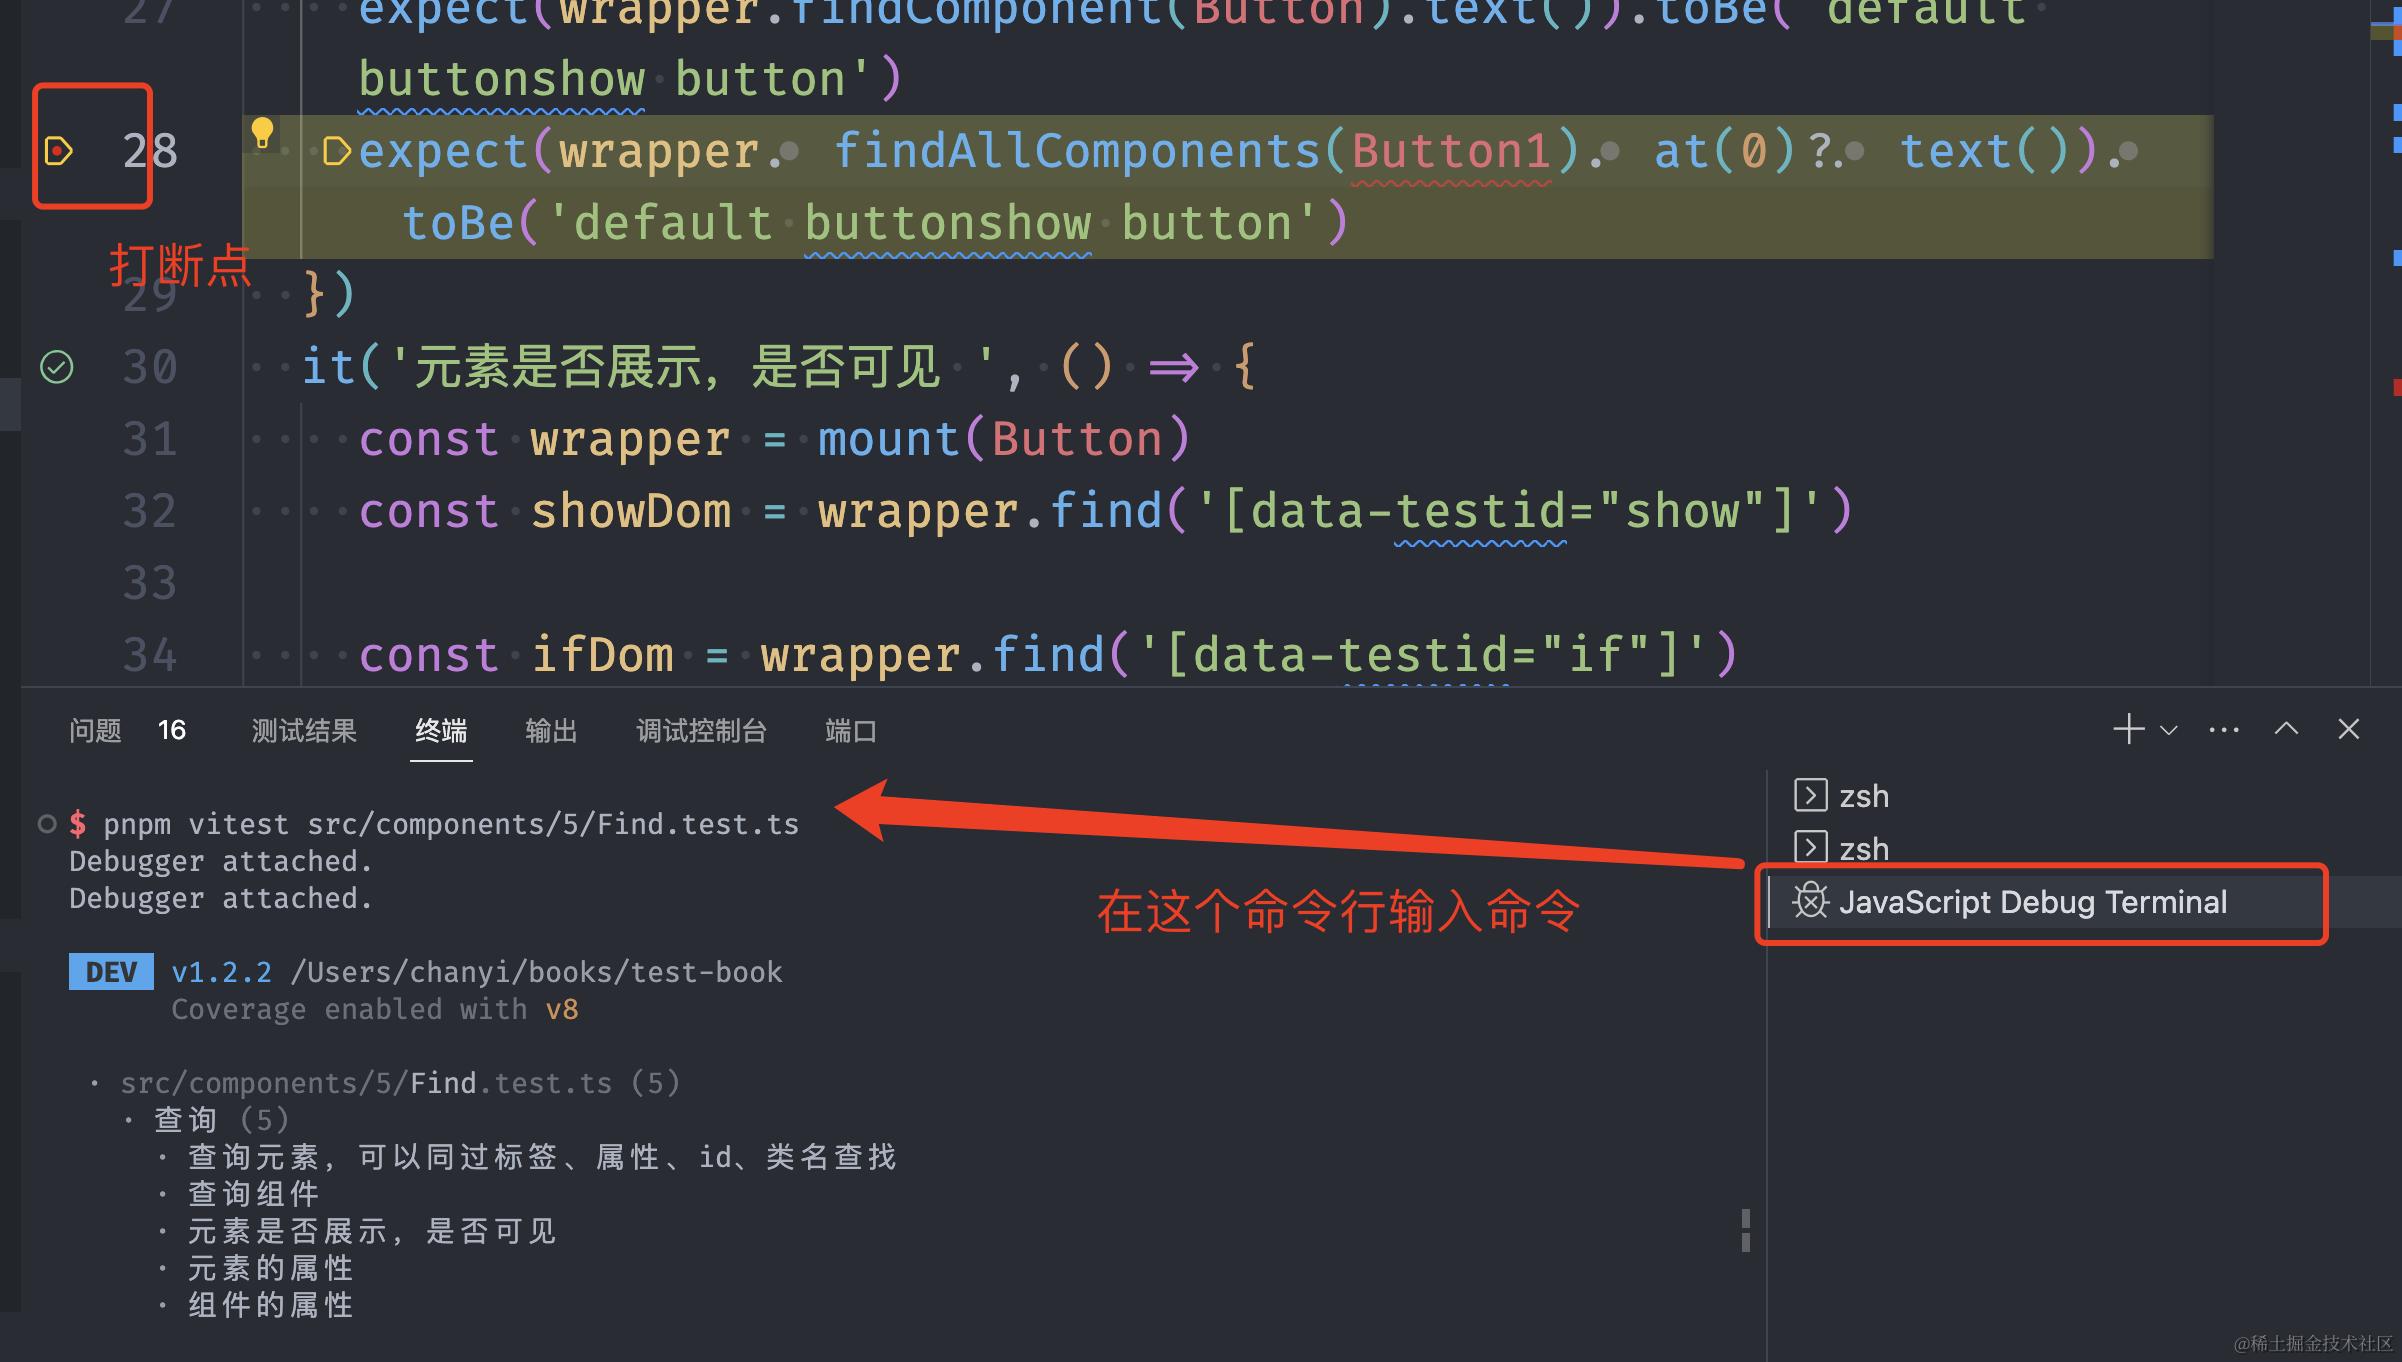 27 expect(wrapper.findComponent(Button).text()).toBe('default
buttonshow button')
28 expect(wrapper. findAllComponents(Button1). at(0)?. text()).
toBe('default buttonshow button')
打断点
29 })
30 it('元素是否展示，是否可见 ', () => {
31 const wrapper = mount(Button)
32 const showDom = wrapper.find('[data-testid="show"]')
33
34 const ifDom = wrapper.find('[data-testid="if"]')
问题 16 测试结果 终端 输出 调试控制台 端口
zsh
$ pnpm vitest src/components/5/Find.test.ts
zsh
Debugger attached.
Debugger attached.
JavaScript Debug Terminal
在这个命令行输入命令
DEV v1.2.2 /Users/chanyi/books/test-book
Coverage enabled with v8
· src/components/5/Find.test.ts (5)
· 查询 (5)
· 查询元素，可以同过标签、属性、id、类名查找
· 查询组件
· 元素是否展示，是否可见
· 元素的属性
· 组件的属性
@稀土掘金技术社区